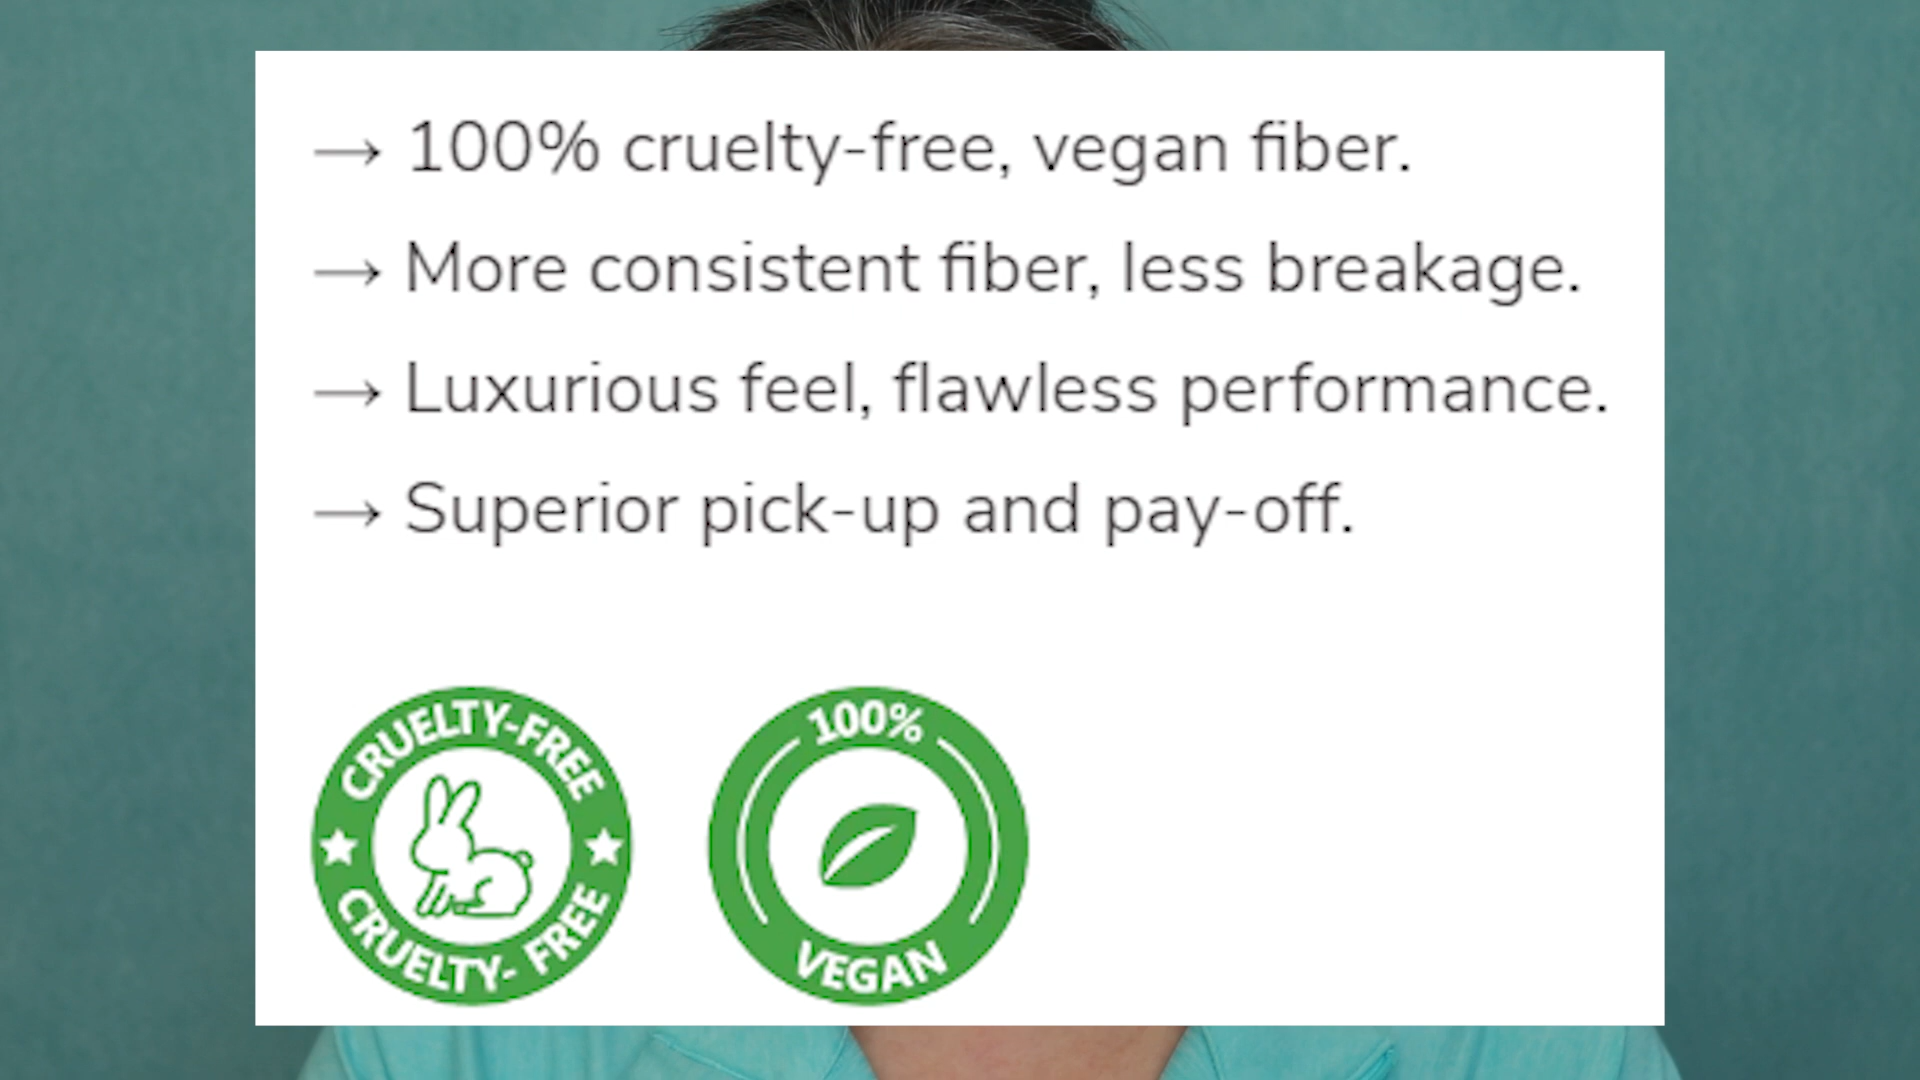 → 100% cruelty-free, vegan fiber.
→ More consistent fiber, less breakage.
→ Luxurious feel, flawless performance.
→ Superior pick-up and pay-off.
CRUELTY-FREE
CRUELTY- FREE
100%
VEGAN